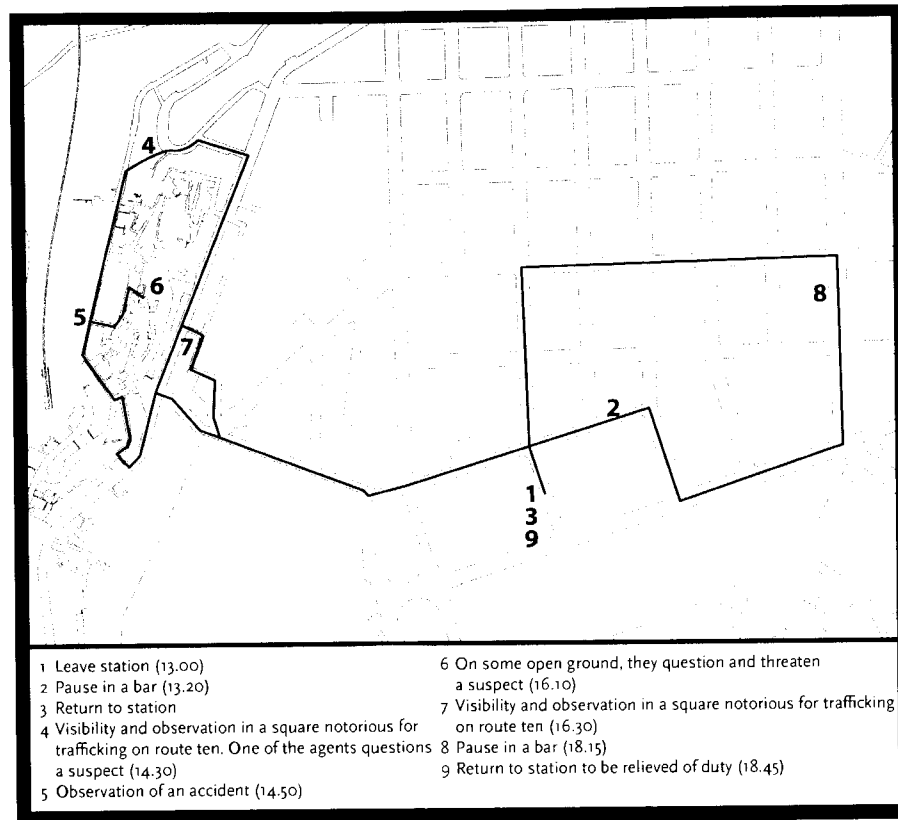 4
6
5
7
8
2
1
3
9
1 Leave station (13.00)
2 Pause in a bar (13.20)
3 Return to station
4 Visibility and observation in a square notorious for
trafficking on route ten. One of the agents questions
a suspect (14.30)
5 Observation of an accident (14.50)
6 On some open ground, they question and threaten
a suspect (16.10)
7 Visibility and observation in a square notorious for trafficking
on route ten (16.30)
8 Pause in a bar (18.15)
9 Return to station to be relieved of duty (18.45)